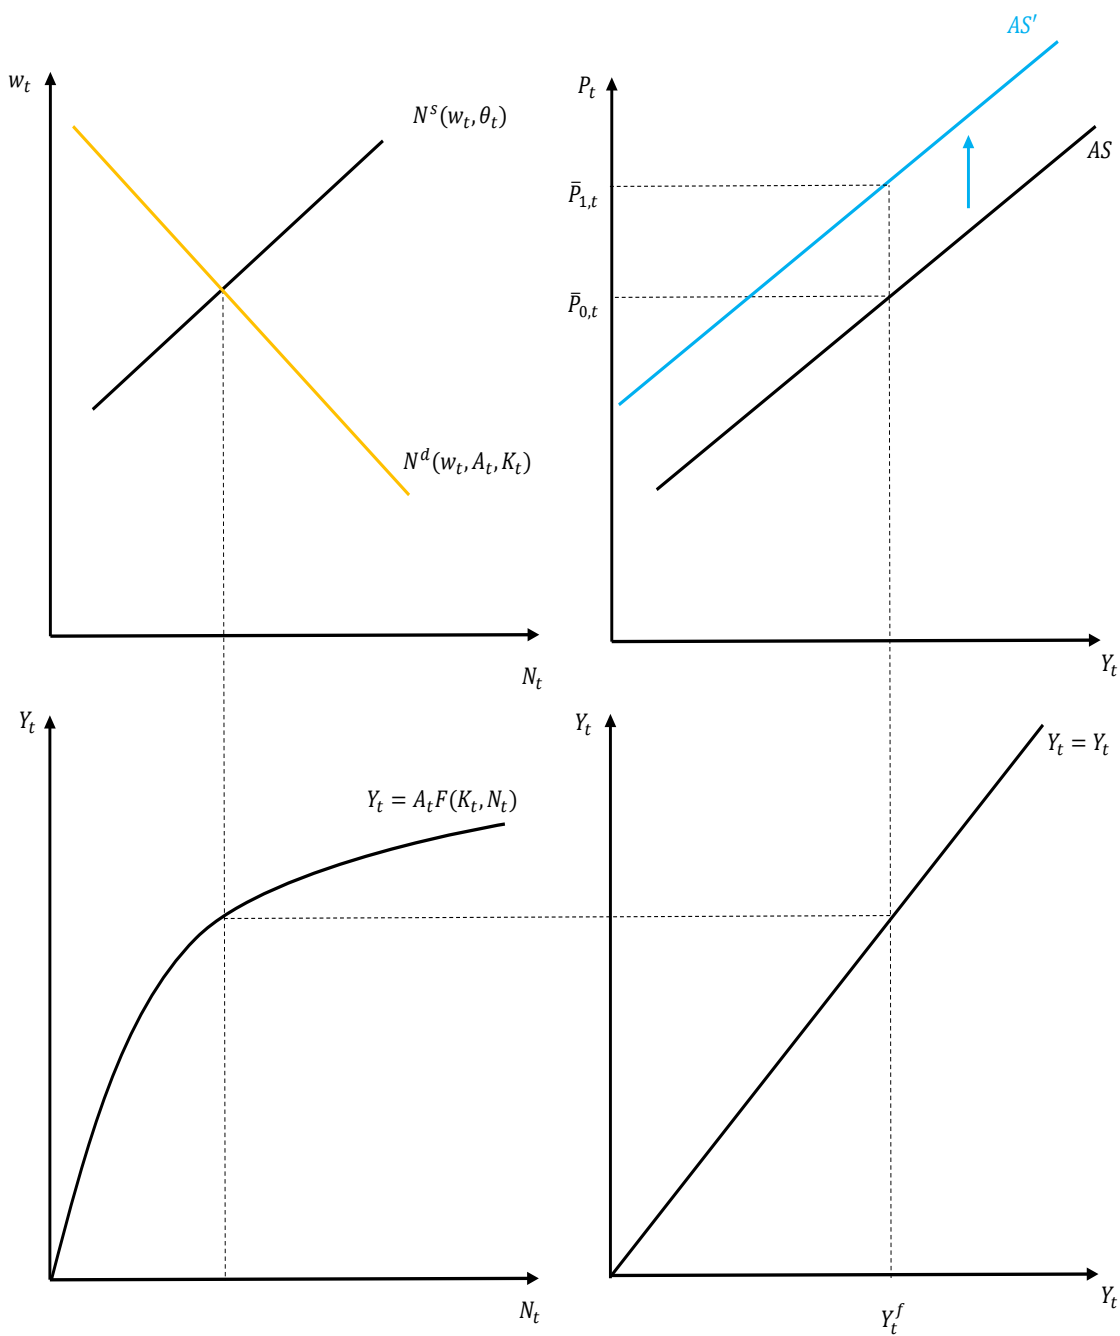 AS′
w_t
P_t
N^s(w_t, θ_t)
AS
P̅_{1,t}
P̅_{0,t}
N^d(w_t, A_t, K_t)
N_t
Y_t
Y_t
Y_t
Y_t = Y_t
Y_t = A_tF(K_t, N_t)
N_t
Y_t
Y_t^f